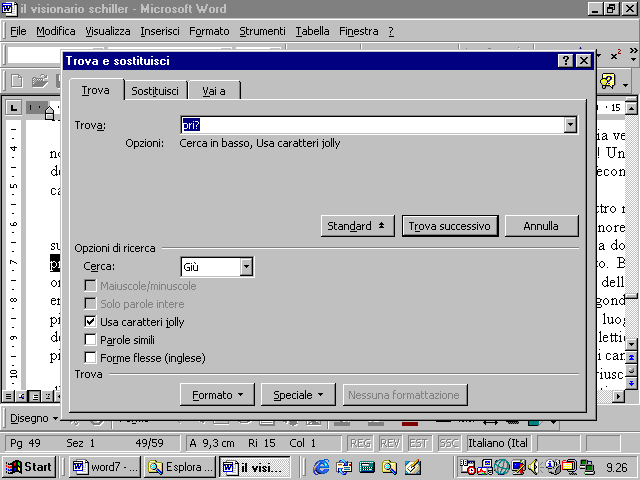 il visionario schiller - Microsoft Word
File Modifica Visualizza Inserisci Formato Strumenti Tabella Finestra ?
Trova e sostituisci
Trova Sostituisci Vai a
Trova: pri?
Opzioni: Cerca in basso, Usa caratteri jolly
Standard Trova successivo Annulla
Opzioni di ricerca
Cerca: Giù
Maiuscole/minuscole
Solo parole intere
Usa caratteri jolly
Parole simili
Forme flesse (inglese)
Trova
Formato Speciale Nessuna formattazione
Disegno
Pg 49 Sez 1 49/59 A 9,3 cm Ri 15 Col 1 REG REV EST SSC Italiano (Ital
Start word7 - ... Esplora ... il visi... 9.26